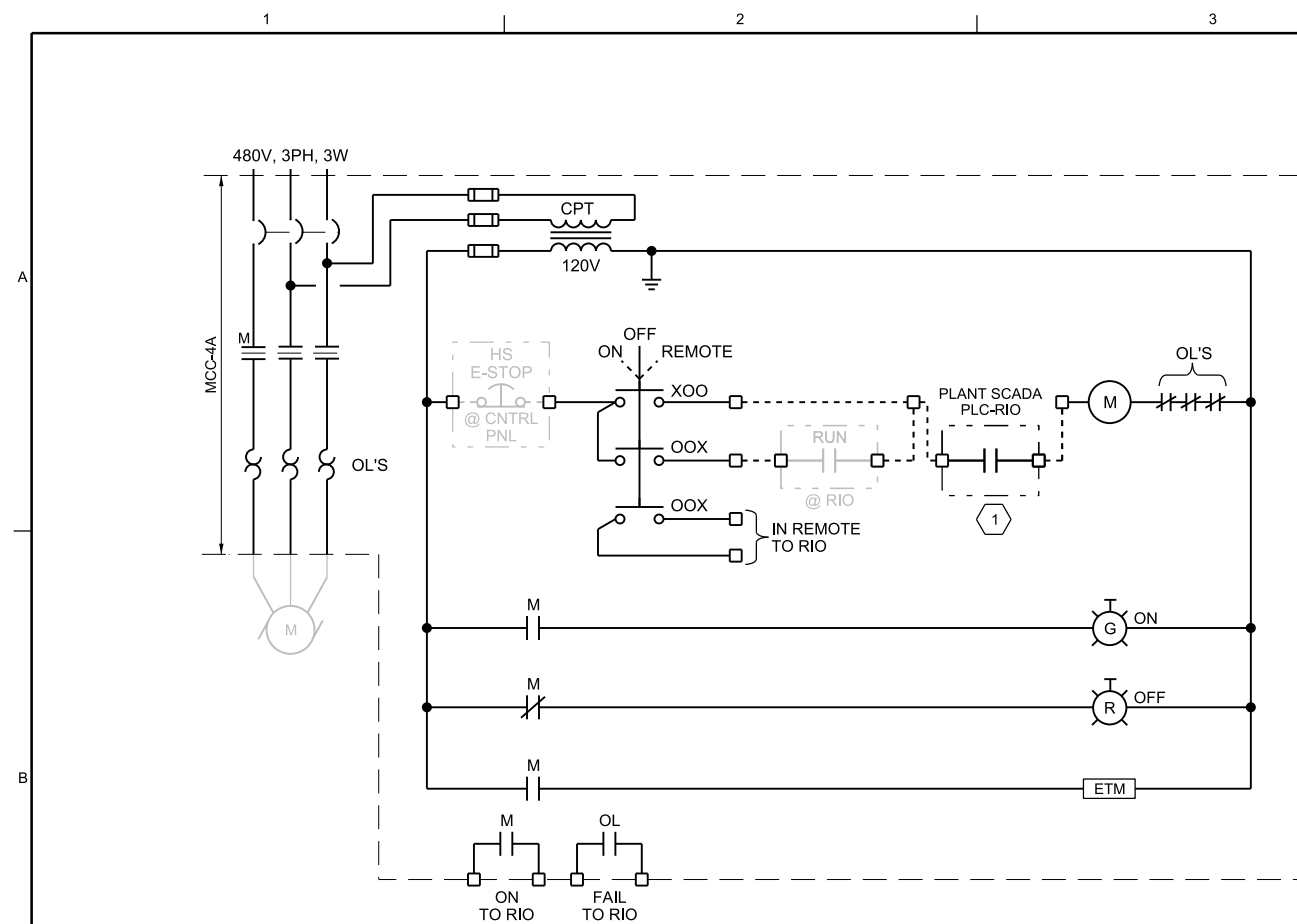 1 2 3
480V, 3PH, 3W
CPT
120V
A
MCC-4A
M
OFF
ON REMOTE
HS
E-STOP
@ CNTRL
PNL
XOO
OOX
OOX
RUN
@ RIO
PLANT SCADA
PLC-RIO
1
M
OL'S
OL'S
IN REMOTE
TO RIO
M
M
G ON
M
R OFF
B
M
ETM
M
ON
TO RIO
OL
FAIL
TO RIO